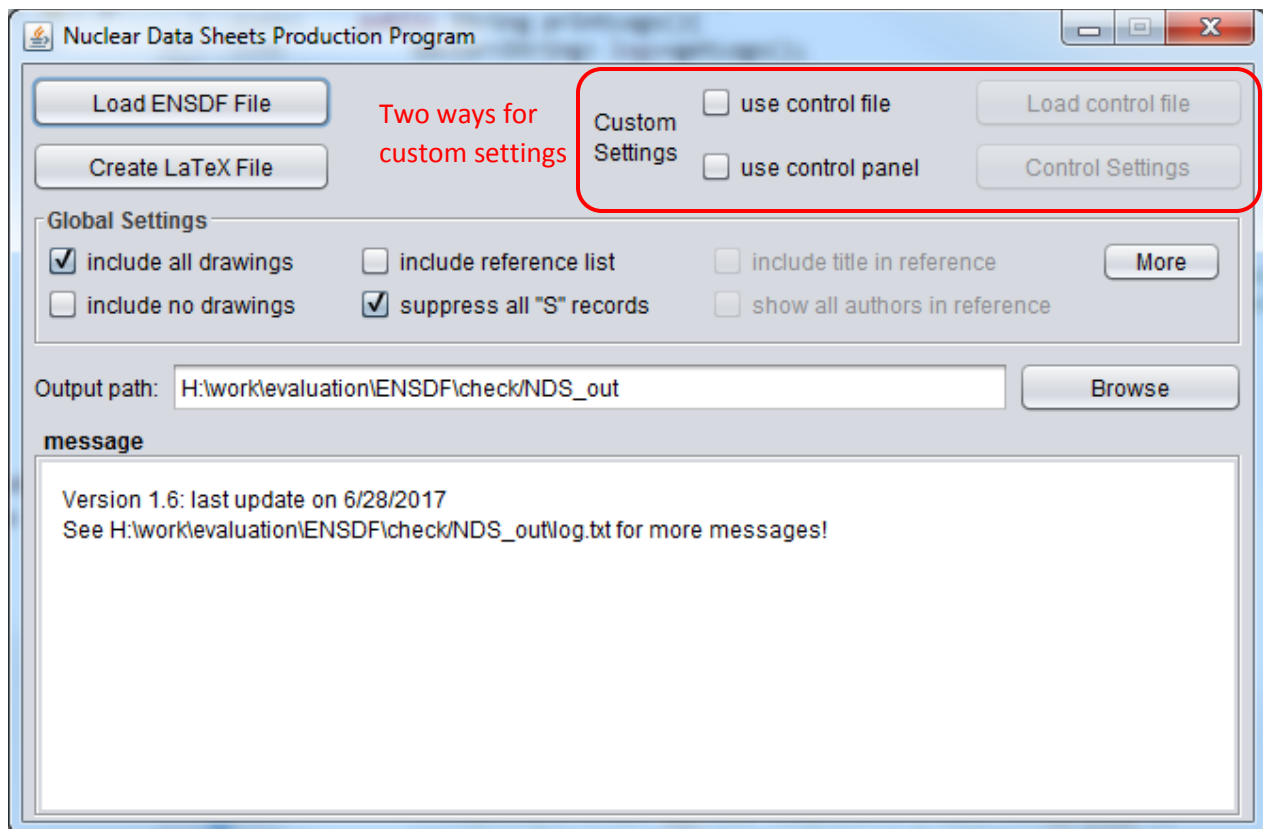 Nuclear Data Sheets Production Program
Load ENSDF File
Create LaTeX File
Two ways for
custom settings
Custom
Settings
use control file
Load control file
use control panel
Control Settings
Global Settings
include all drawings
include reference list
include title in reference
More
include no drawings
suppress all "S" records
show all authors in reference
Output path:
H:\work\evaluation\ENSDF\check/NDS_out
Browse
message
Version 1.6: last update on 6/28/2017
See H:\work\evaluation\ENSDF\check/NDS_out\log.txt for more messages!